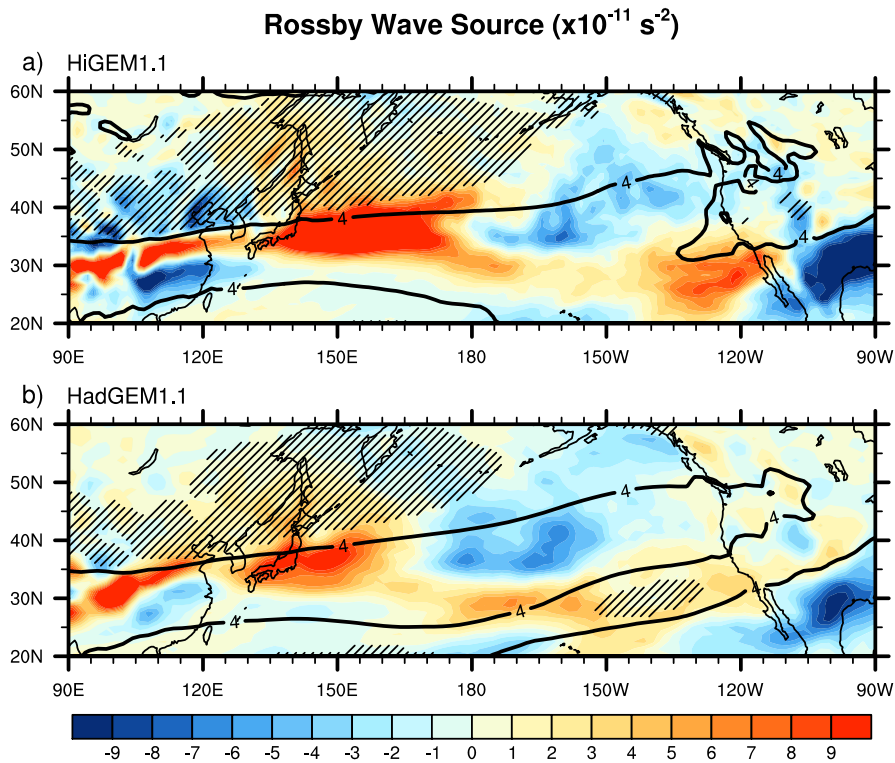 Rossby Wave Source (x10⁻¹¹ s⁻²)
a) HiGEM1.1
60N
50N
40N
30N
20N
4
4
4
4
4
90E 120E 150E 180 150W 120W 90W
b) HadGEM1.1
60N
50N
40N
30N
20N
4
4
4
4
4
4
90E 120E 150E 180 150W 120W 90W
-9 -8 -7 -6 -5 -4 -3 -2 -1 0 1 2 3 4 5 6 7 8 9